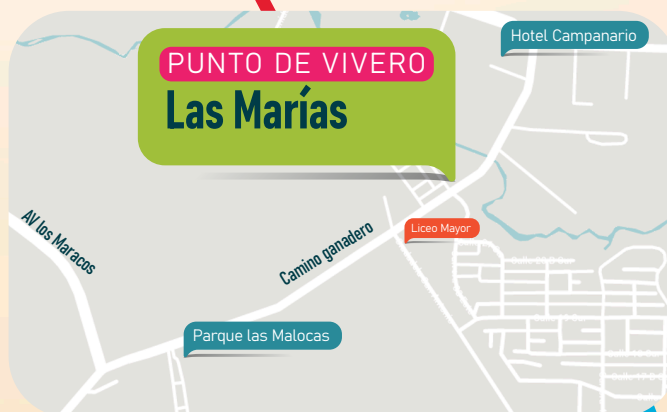 Hotel Campanario
PUNTO DE VIVERO
Las Marías
AV los Maracos
Camino ganadero
Liceo Mayor
Parque las Malocas